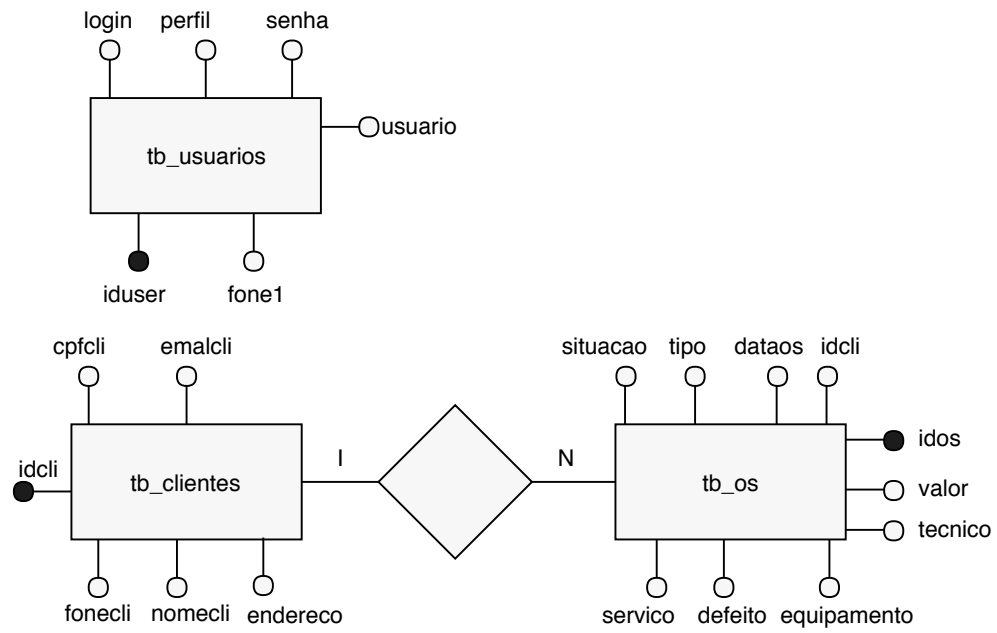 login perfil senha
usuario
tb_usuarios
iduser fone1
cpfcli emalcli
situacao tipo dataos idcli
idcli
tb_clientes
I
N
tb_os
idos
valor
tecnico
fonecli nomecli endereco
servico defeito equipamento